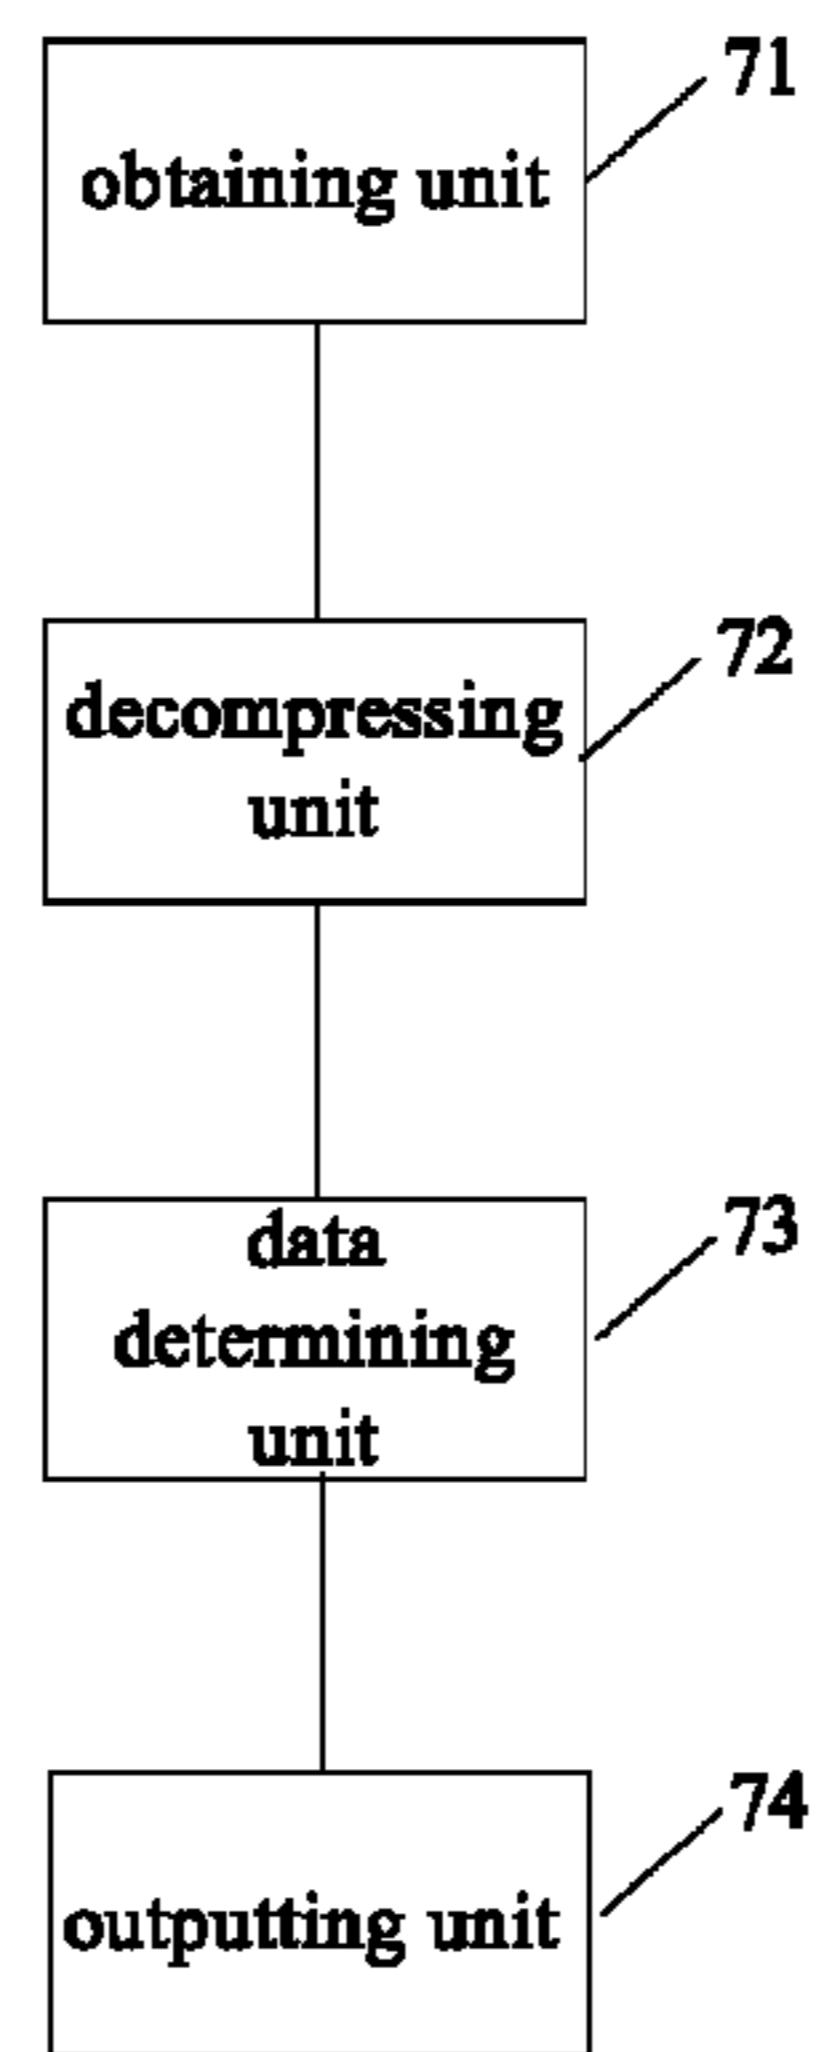 71
obtaining unit
72
decompressing
unit
73
data
determining
unit
74
outputting unit